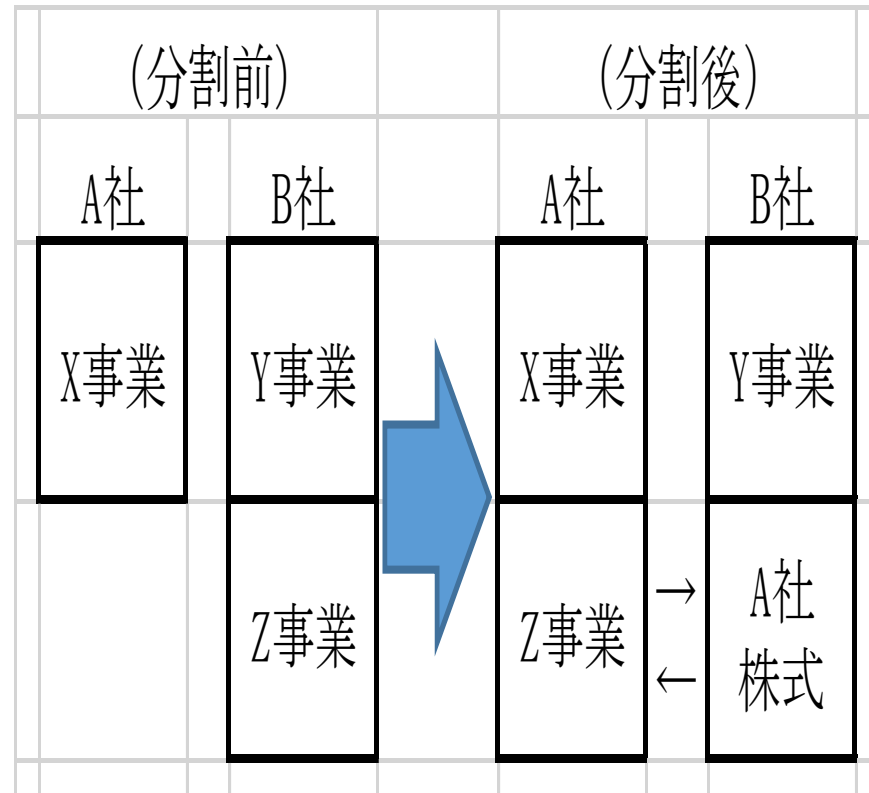 (分割前) (分割後)
A社 B社 A社 B社
X事業 Y事業 X事業 Y事業
Z事業 Z事業 → A社
← 株式